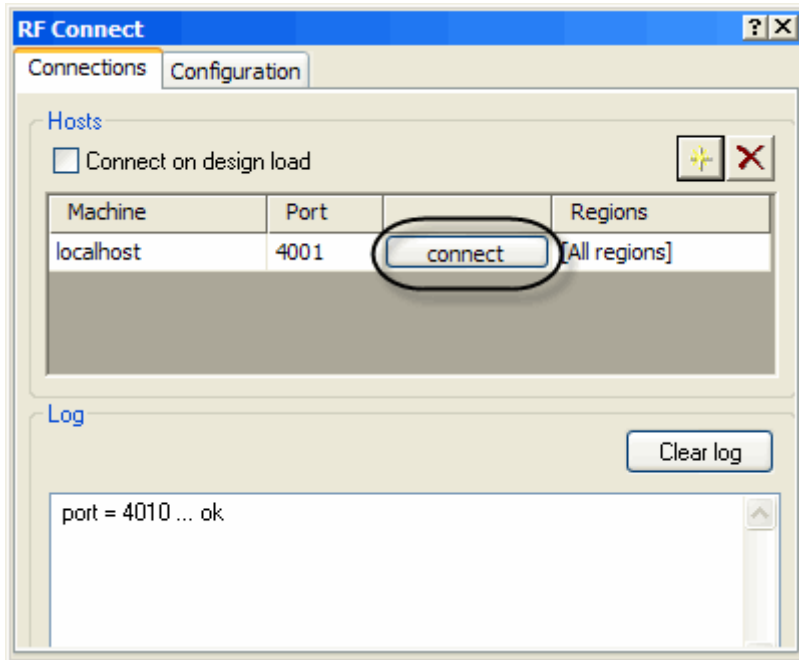 RF Connect
Connections Configuration
Hosts
Connect on design load
Machine Port Regions
localhost 4001 connect [All regions]
Log
Clear log
port = 4010 ... ok